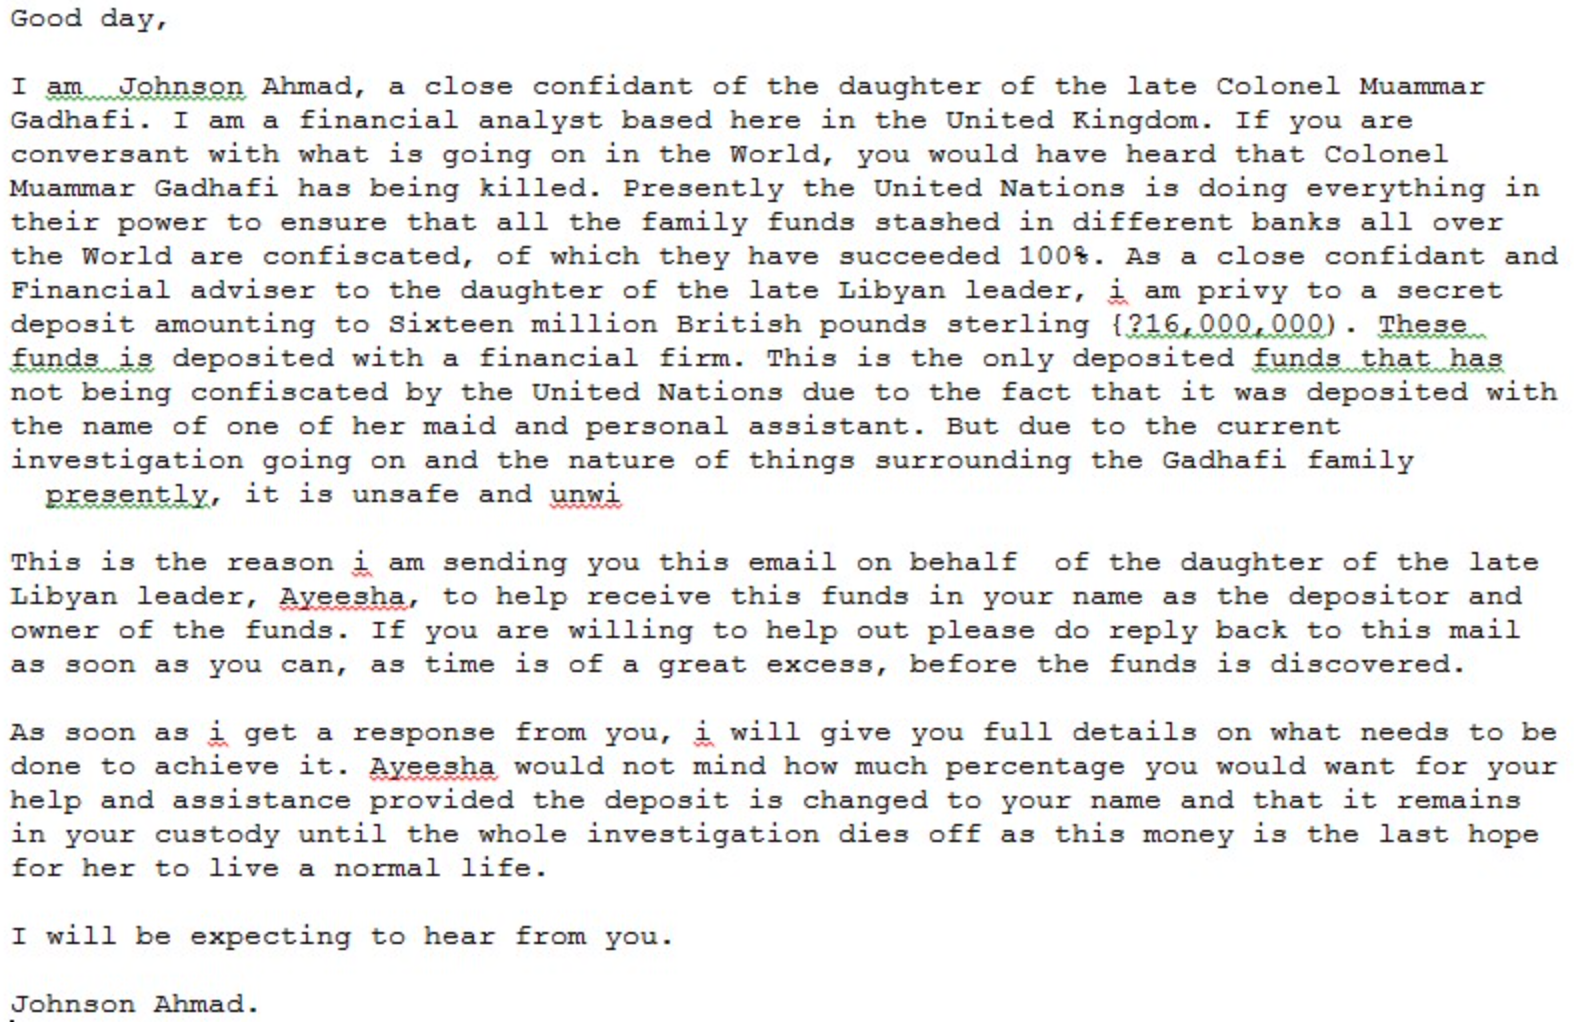 Good day,
I am  Johnson Ahmad, a close confidant of the daughter of the late Colonel Muammar
Gadhafi. I am a financial analyst based here in the United Kingdom. If you are
conversant with what is going on in the World, you would have heard that Colonel
Muammar Gadhafi has being killed. Presently the United Nations is doing everything in
their power to ensure that all the family funds stashed in different banks all over
the World are confiscated, of which they have succeeded 100%. As a close confidant and
Financial adviser to the daughter of the late Libyan leader, i am privy to a secret
deposit amounting to Sixteen million British pounds sterling {?16,000,000). These
funds is deposited with a financial firm. This is the only deposited funds that has
not being confiscated by the United Nations due to the fact that it was deposited with
the name of one of her maid and personal assistant. But due to the current
investigation going on and the nature of things surrounding the Gadhafi family
presently, it is unsafe and unwi
This is the reason i am sending you this email on behalf  of the daughter of the late
Libyan leader, Ayeesha, to help receive this funds in your name as the depositor and
owner of the funds. If you are willing to help out please do reply back to this mail
as soon as you can, as time is of a great excess, before the funds is discovered.
As soon as i get a response from you, i will give you full details on what needs to be
done to achieve it. Ayeesha would not mind how much percentage you would want for your
help and assistance provided the deposit is changed to your name and that it remains
in your custody until the whole investigation dies off as this money is the last hope
for her to live a normal life.
I will be expecting to hear from you.
Johnson Ahmad.